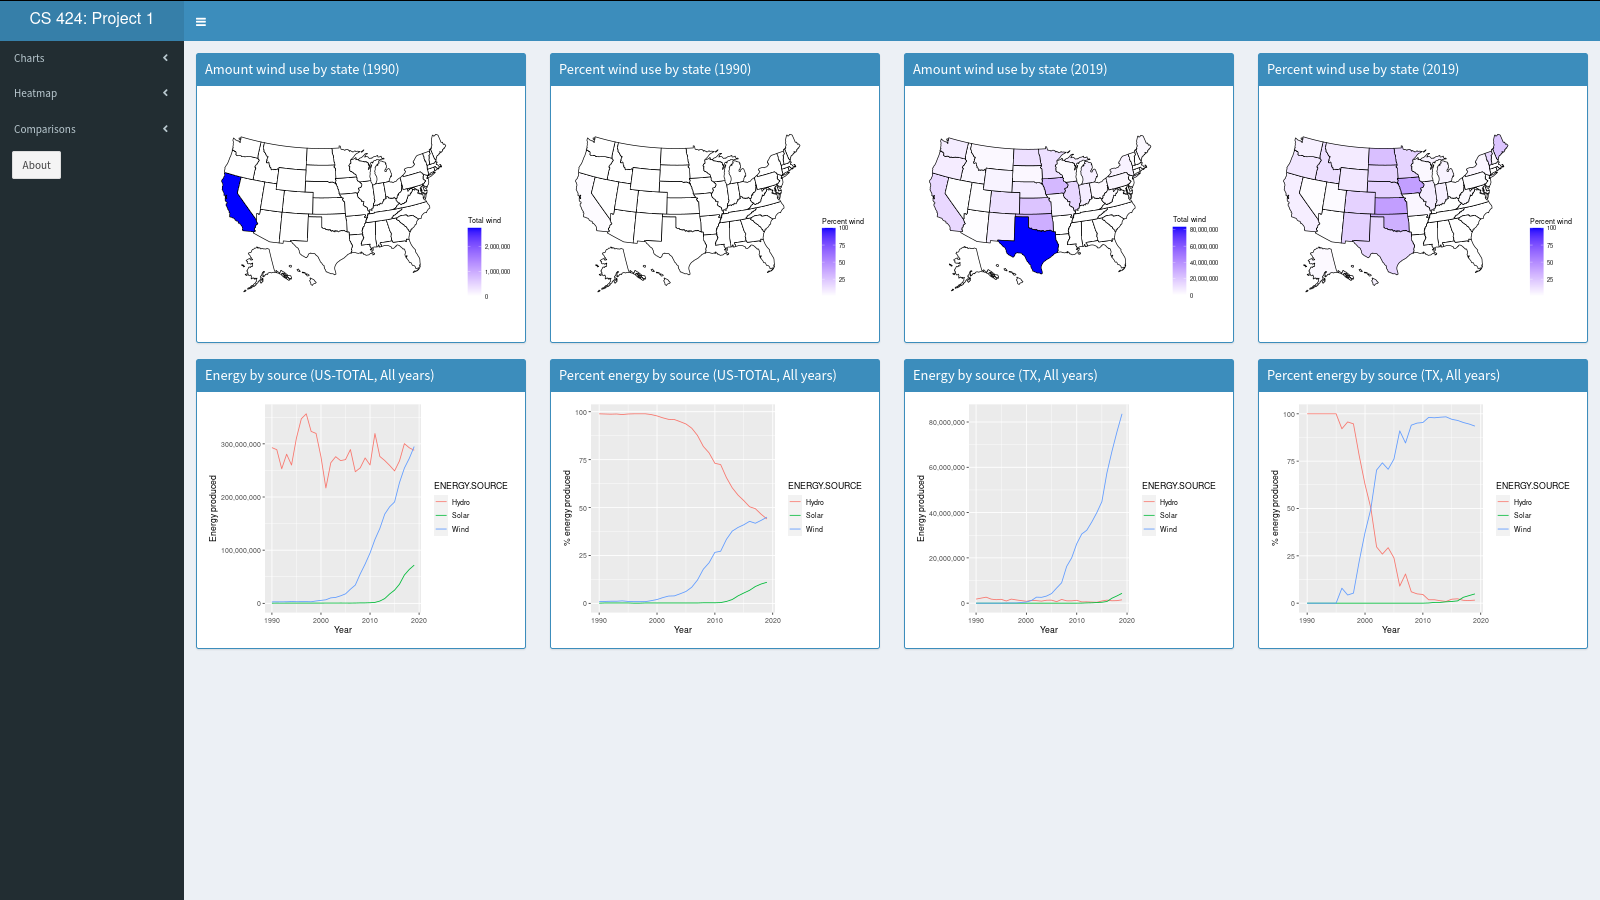 CS 424: Project 1
Charts
Heatmap
Comparisons
About
Amount wind use by state (1990)
Total wind
2,000,000
1,000,000
0
Percent wind use by state (1990)
Percent wind
100
75
50
25
Amount wind use by state (2019)
Total wind
80,000,000
60,000,000
40,000,000
20,000,000
0
Percent wind use by state (2019)
Percent wind
100
75
50
25
Energy by source (US-TOTAL, All years)
Energy produced
300,000,000
200,000,000
100,000,000
0
1990 2000 2010 2020
Year
ENERGY.SOURCE
Hydro
Solar
Wind
Percent energy by source (US-TOTAL, All years)
% energy produced
100
75
50
25
0
1990 2000 2010 2020
Year
ENERGY.SOURCE
Hydro
Solar
Wind
Energy by source (TX, All years)
Energy produced
80,000,000
60,000,000
40,000,000
20,000,000
0
1990 2000 2010 2020
Year
ENERGY.SOURCE
Hydro
Solar
Wind
Percent energy by source (TX, All years)
% energy produced
100
75
50
25
0
1990 2000 2010 2020
Year
ENERGY.SOURCE
Hydro
Solar
Wind